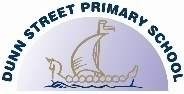 DUNN STREET PRIMARY SCHOOL